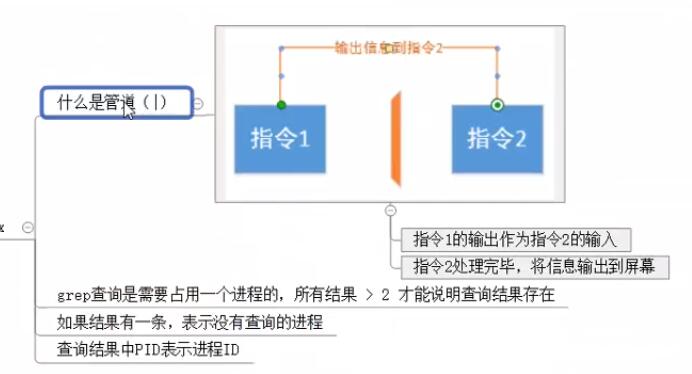 输出信息到指令2
什么是管道（|）
指令1
指令2
x
指令1的输出作为指令2的输入
指令2处理完毕，将信息输出到屏幕
grep查询是需要占用一个进程的，所有结果 > 2 才能说明查询结果存在
如果结果有一条，表示没有查询的进程
查询结果中PID表示进程ID